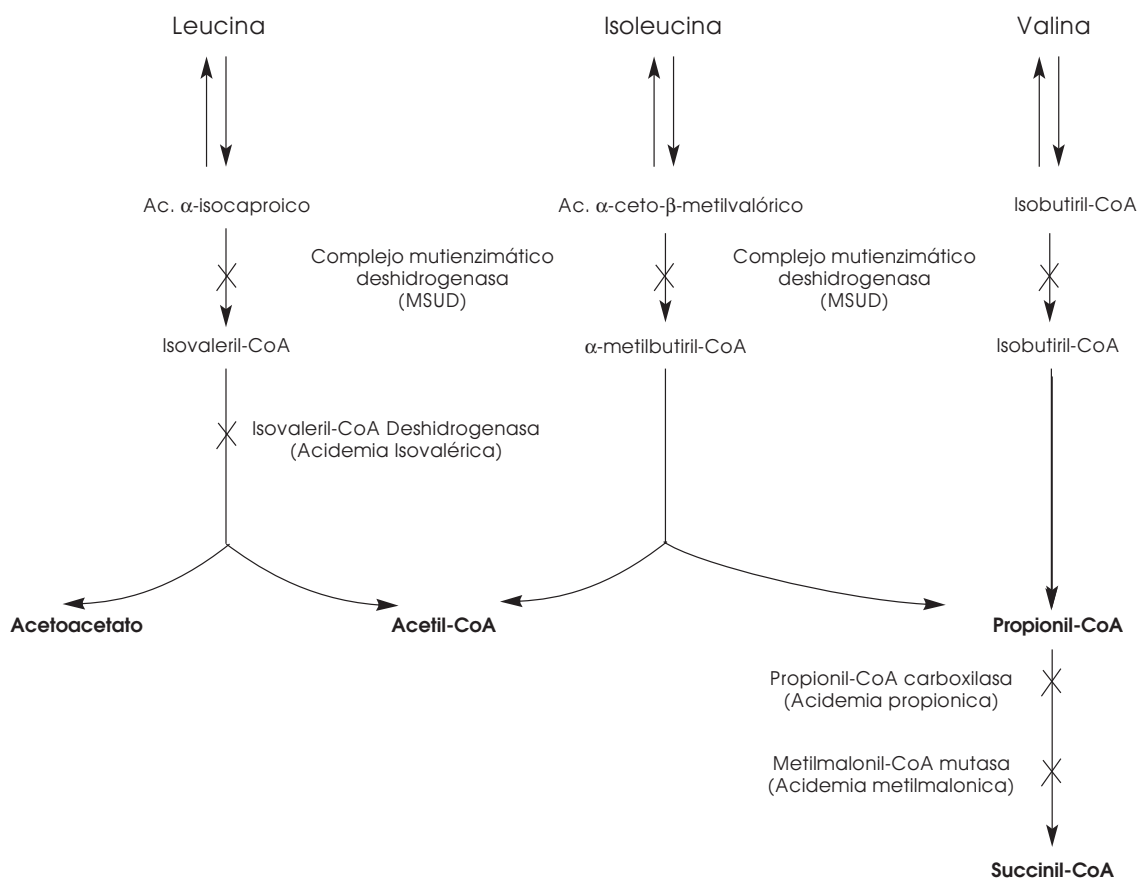 Leucina
Isoleucina
Valina
Ac. α-isocaproico
Ac. α-ceto-β-metilvalórico
Isobutiril-CoA
Complejo mutienzimático
deshidrogenasa
(MSUD)
Complejo mutienzimático
deshidrogenasa
(MSUD)
Isovaleril-CoA
α-metilbutiril-CoA
Isobutiril-CoA
Isovaleril-CoA Deshidrogenasa
(Acidemia Isovalérica)
Acetoacetato
Acetil-CoA
Propionil-CoA
Propionil-CoA carboxilasa
(Acidemia propionica)
Metilmalonil-CoA mutasa
(Acidemia metilmalonica)
Succinil-CoA